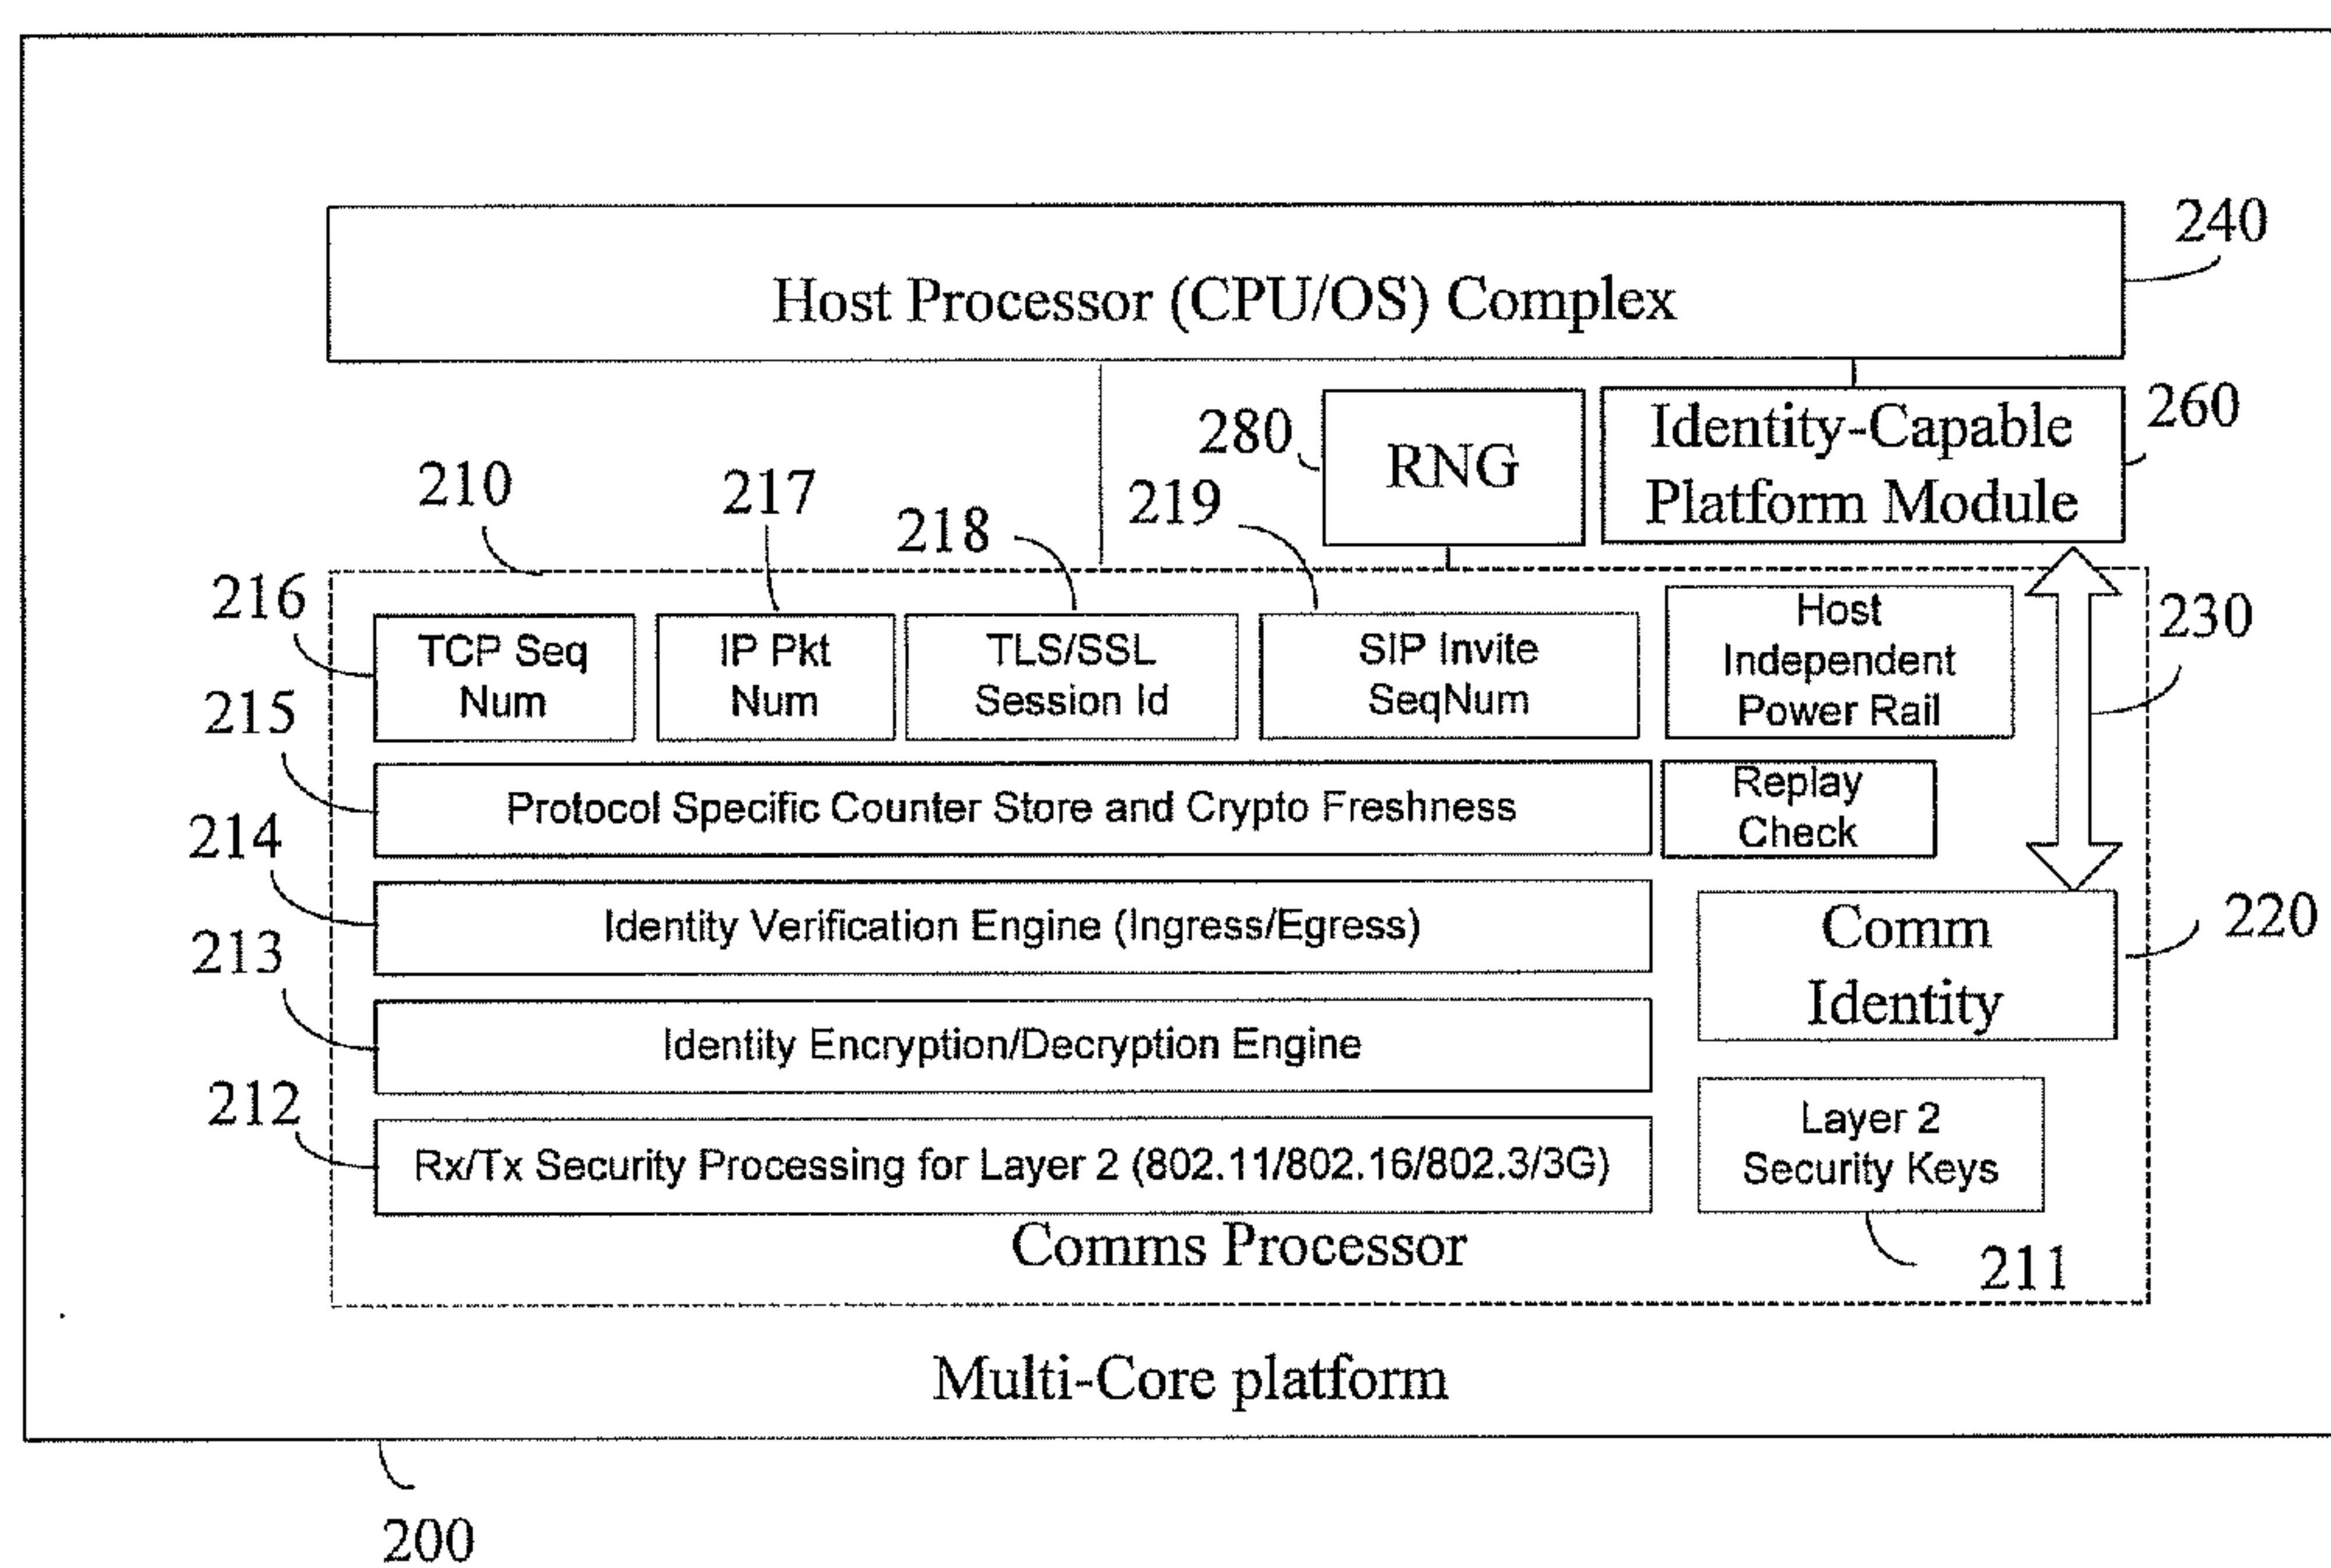 240
Host Processor (CPU/OS) Complex
280
RNG
Identity-Capable
Platform Module
260
210
217
218
219
216
TCP Seq
Num
IP Pkt
Num
TLS/SSL
Session Id
SIP Invite
SeqNum
Host
Independent
Power Rail
230
215
Protocol Specific Counter Store and Crypto Freshness
Replay
Check
214
Identity Verification Engine (Ingress/Egress)
Comm
Identity
220
213
Identity Encryption/Decryption Engine
212
Rx/Tx Security Processing for Layer 2 (802.11/802.16/802.3/3G)
Layer 2
Security Keys
211
Comms Processor
Multi-Core platform
200